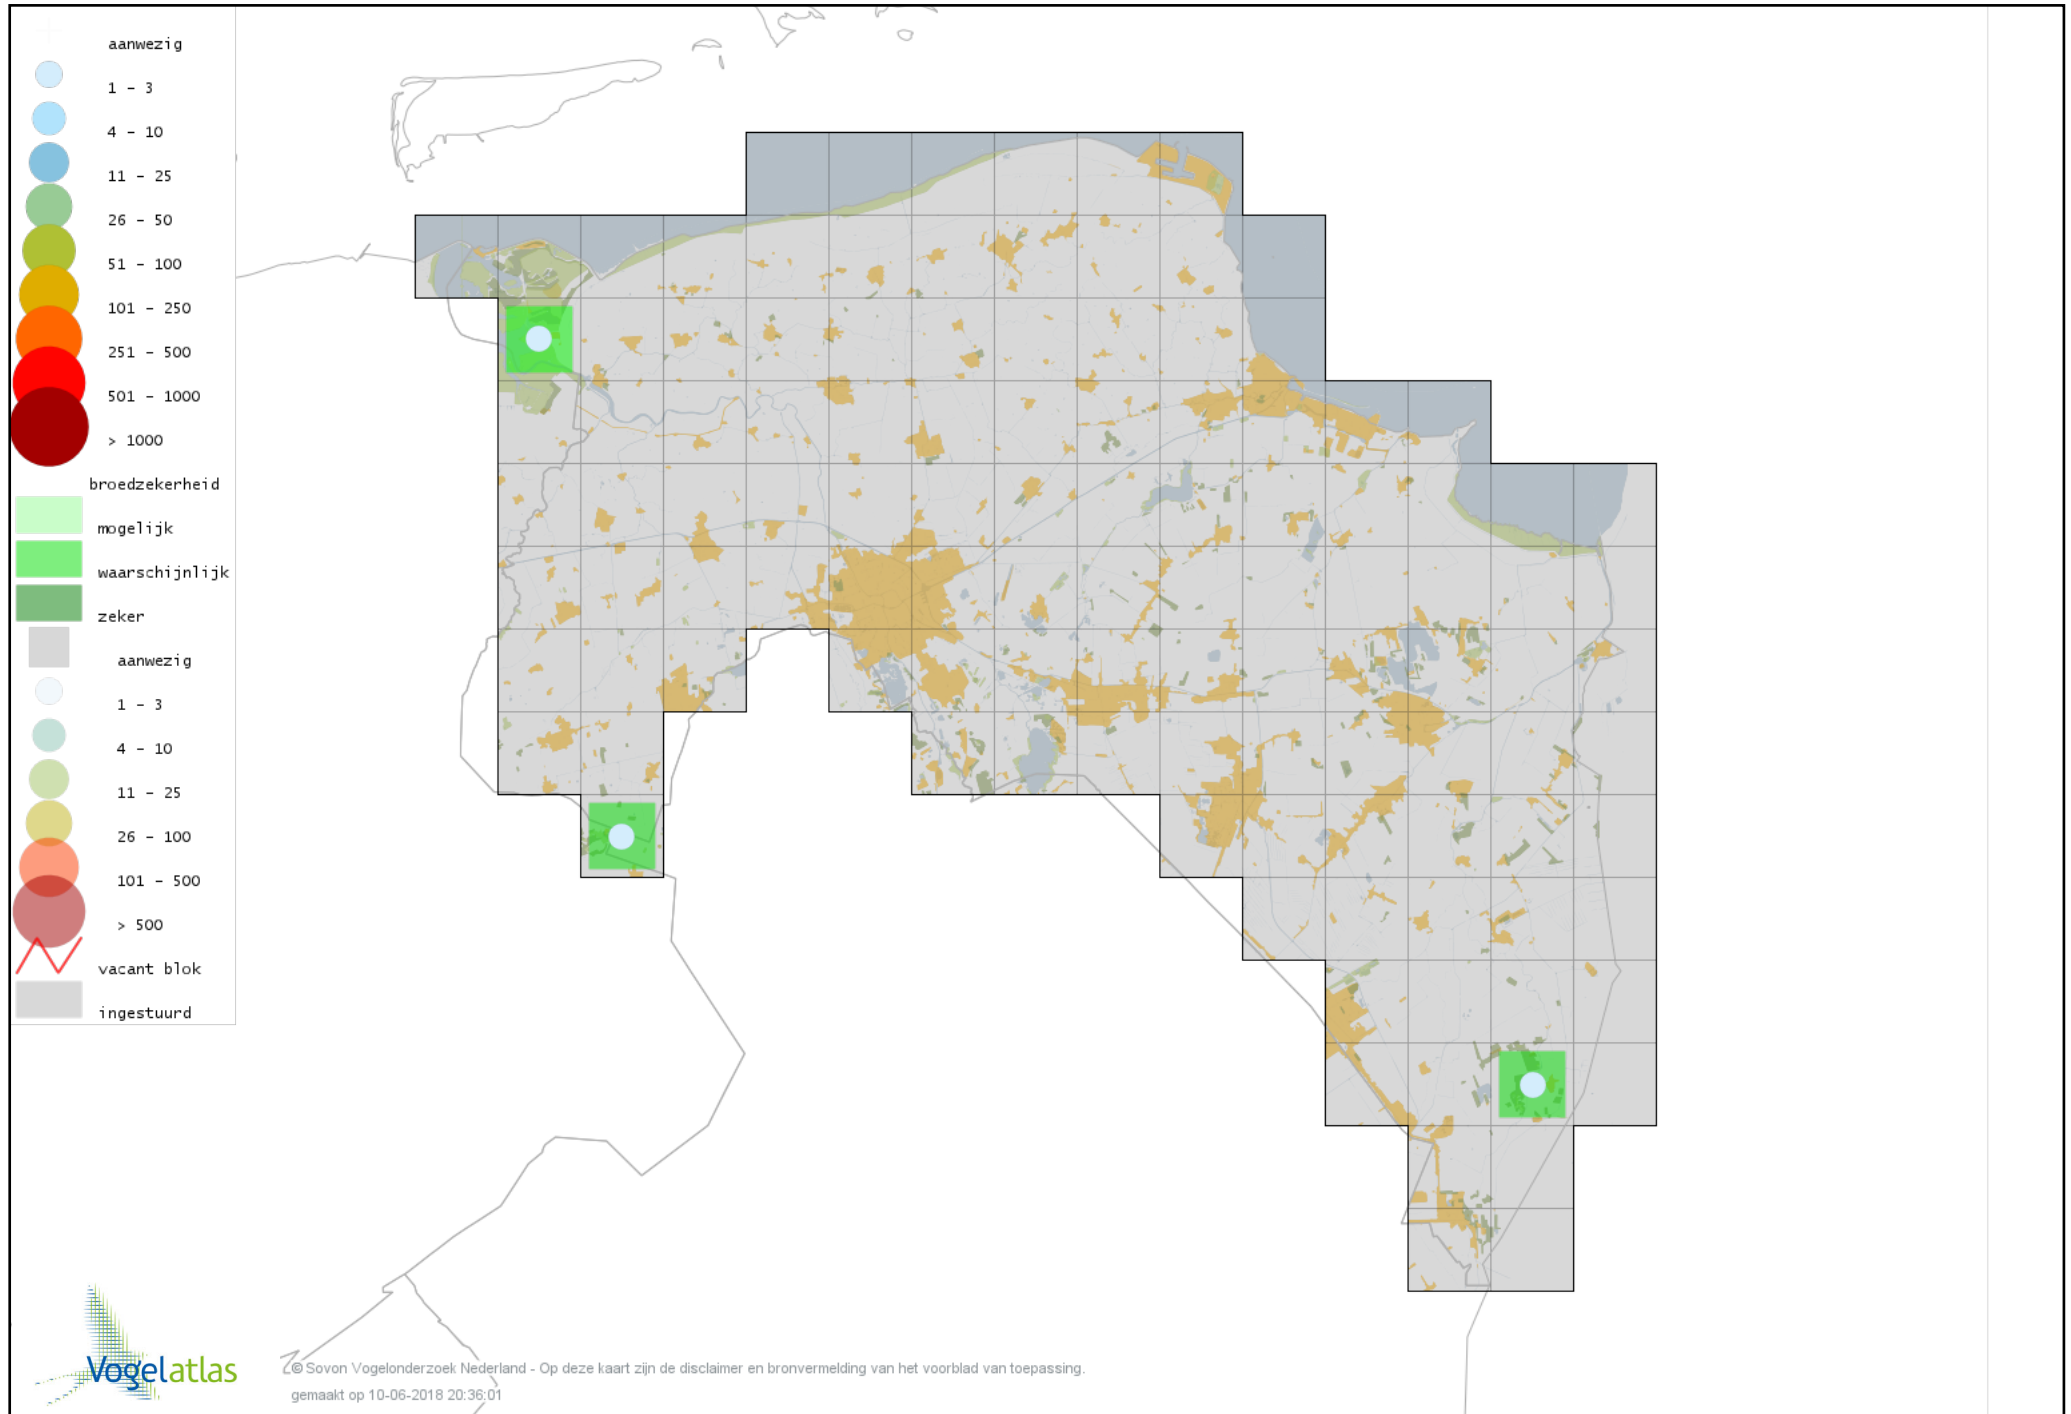 aanwezig
1 - 3
4 - 10
11 - 25
26 - 50
51 - 100
101 - 250
251 - 500
501 - 1000
> 1000
broedzekerheid
mogelijk
waarschijnlijk
zeker
aanwezig
1 - 3
4 - 10
11 - 25
26 - 100
101 - 500
> 500
vacant blok
ingestuurd
Vogelatlas
© Sovon Vogelonderzoek Nederland - Op deze kaart zijn de disclaimer en bronvermelding van het voorblad van toepassing.
gemaakt op 10-06-2018 20:36:01